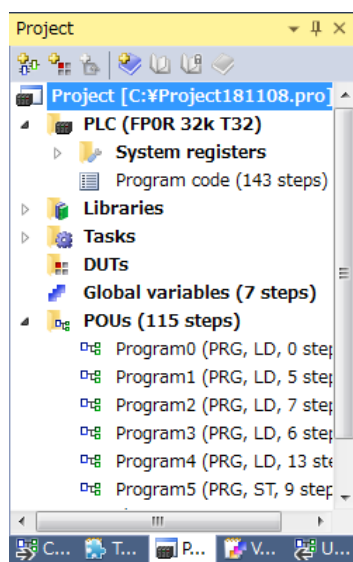 Project
Project [C:¥Project181108.pro]
PLC (FP0R 32k T32)
System registers
Program code (143 steps)
Libraries
Tasks
DUTs
Global variables (7 steps)
POUs (115 steps)
Program0 (PRG, LD, 0 step
Program1 (PRG, LD, 5 step
Program2 (PRG, LD, 7 step
Program3 (PRG, LD, 6 step
Program4 (PRG, LD, 13 ste
Program5 (PRG, ST, 9 step
C... T... P... V... U...